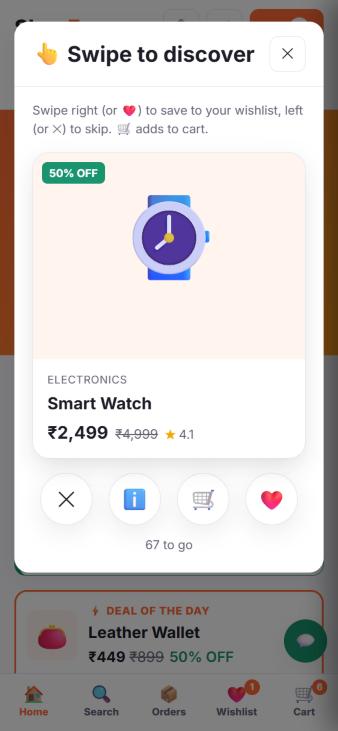 Swipe to discover
Swipe right (or ❤️) to save to your wishlist, left
(or ✕) to skip. 🛒 adds to cart.
50% OFF
ELECTRONICS
Smart Watch
₹2,499 ₹4,999 ★ 4.1
67 to go
DEAL OF THE DAY
Leather Wallet
₹449 ₹899 50% OFF
1
6
Home Search Orders Wishlist Cart